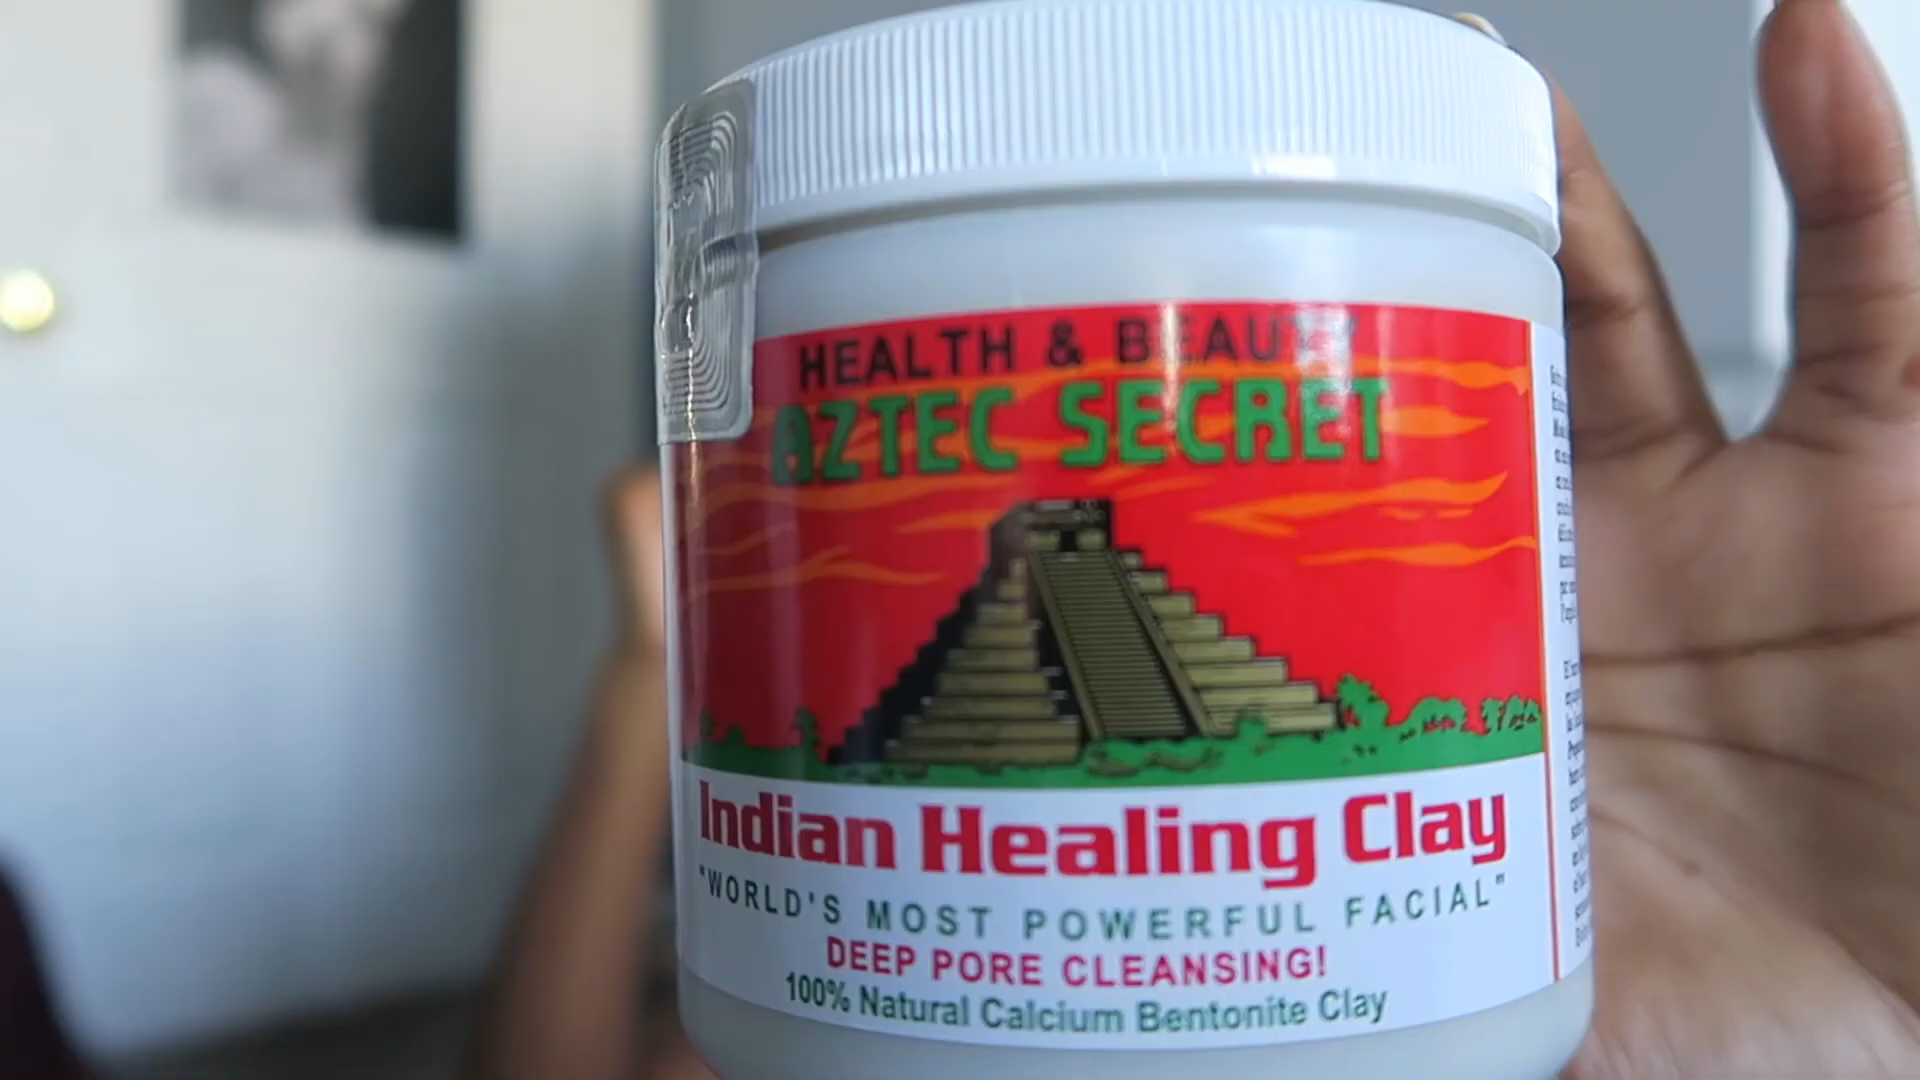 HEALTH & BEAUTY
AZTEC SECRET
Indian Healing Clay
"WORLD'S MOST POWERFUL FACIAL"
DEEP PORE CLEANSING!
100% Natural Calcium Bentonite Clay